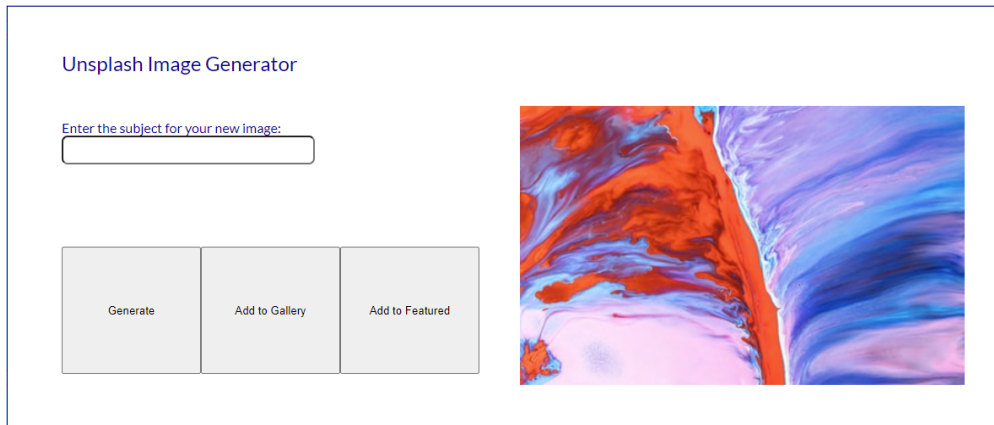 Unsplash Image Generator
Enter the subject for your new image:
Generate
Add to Gallery
Add to Featured